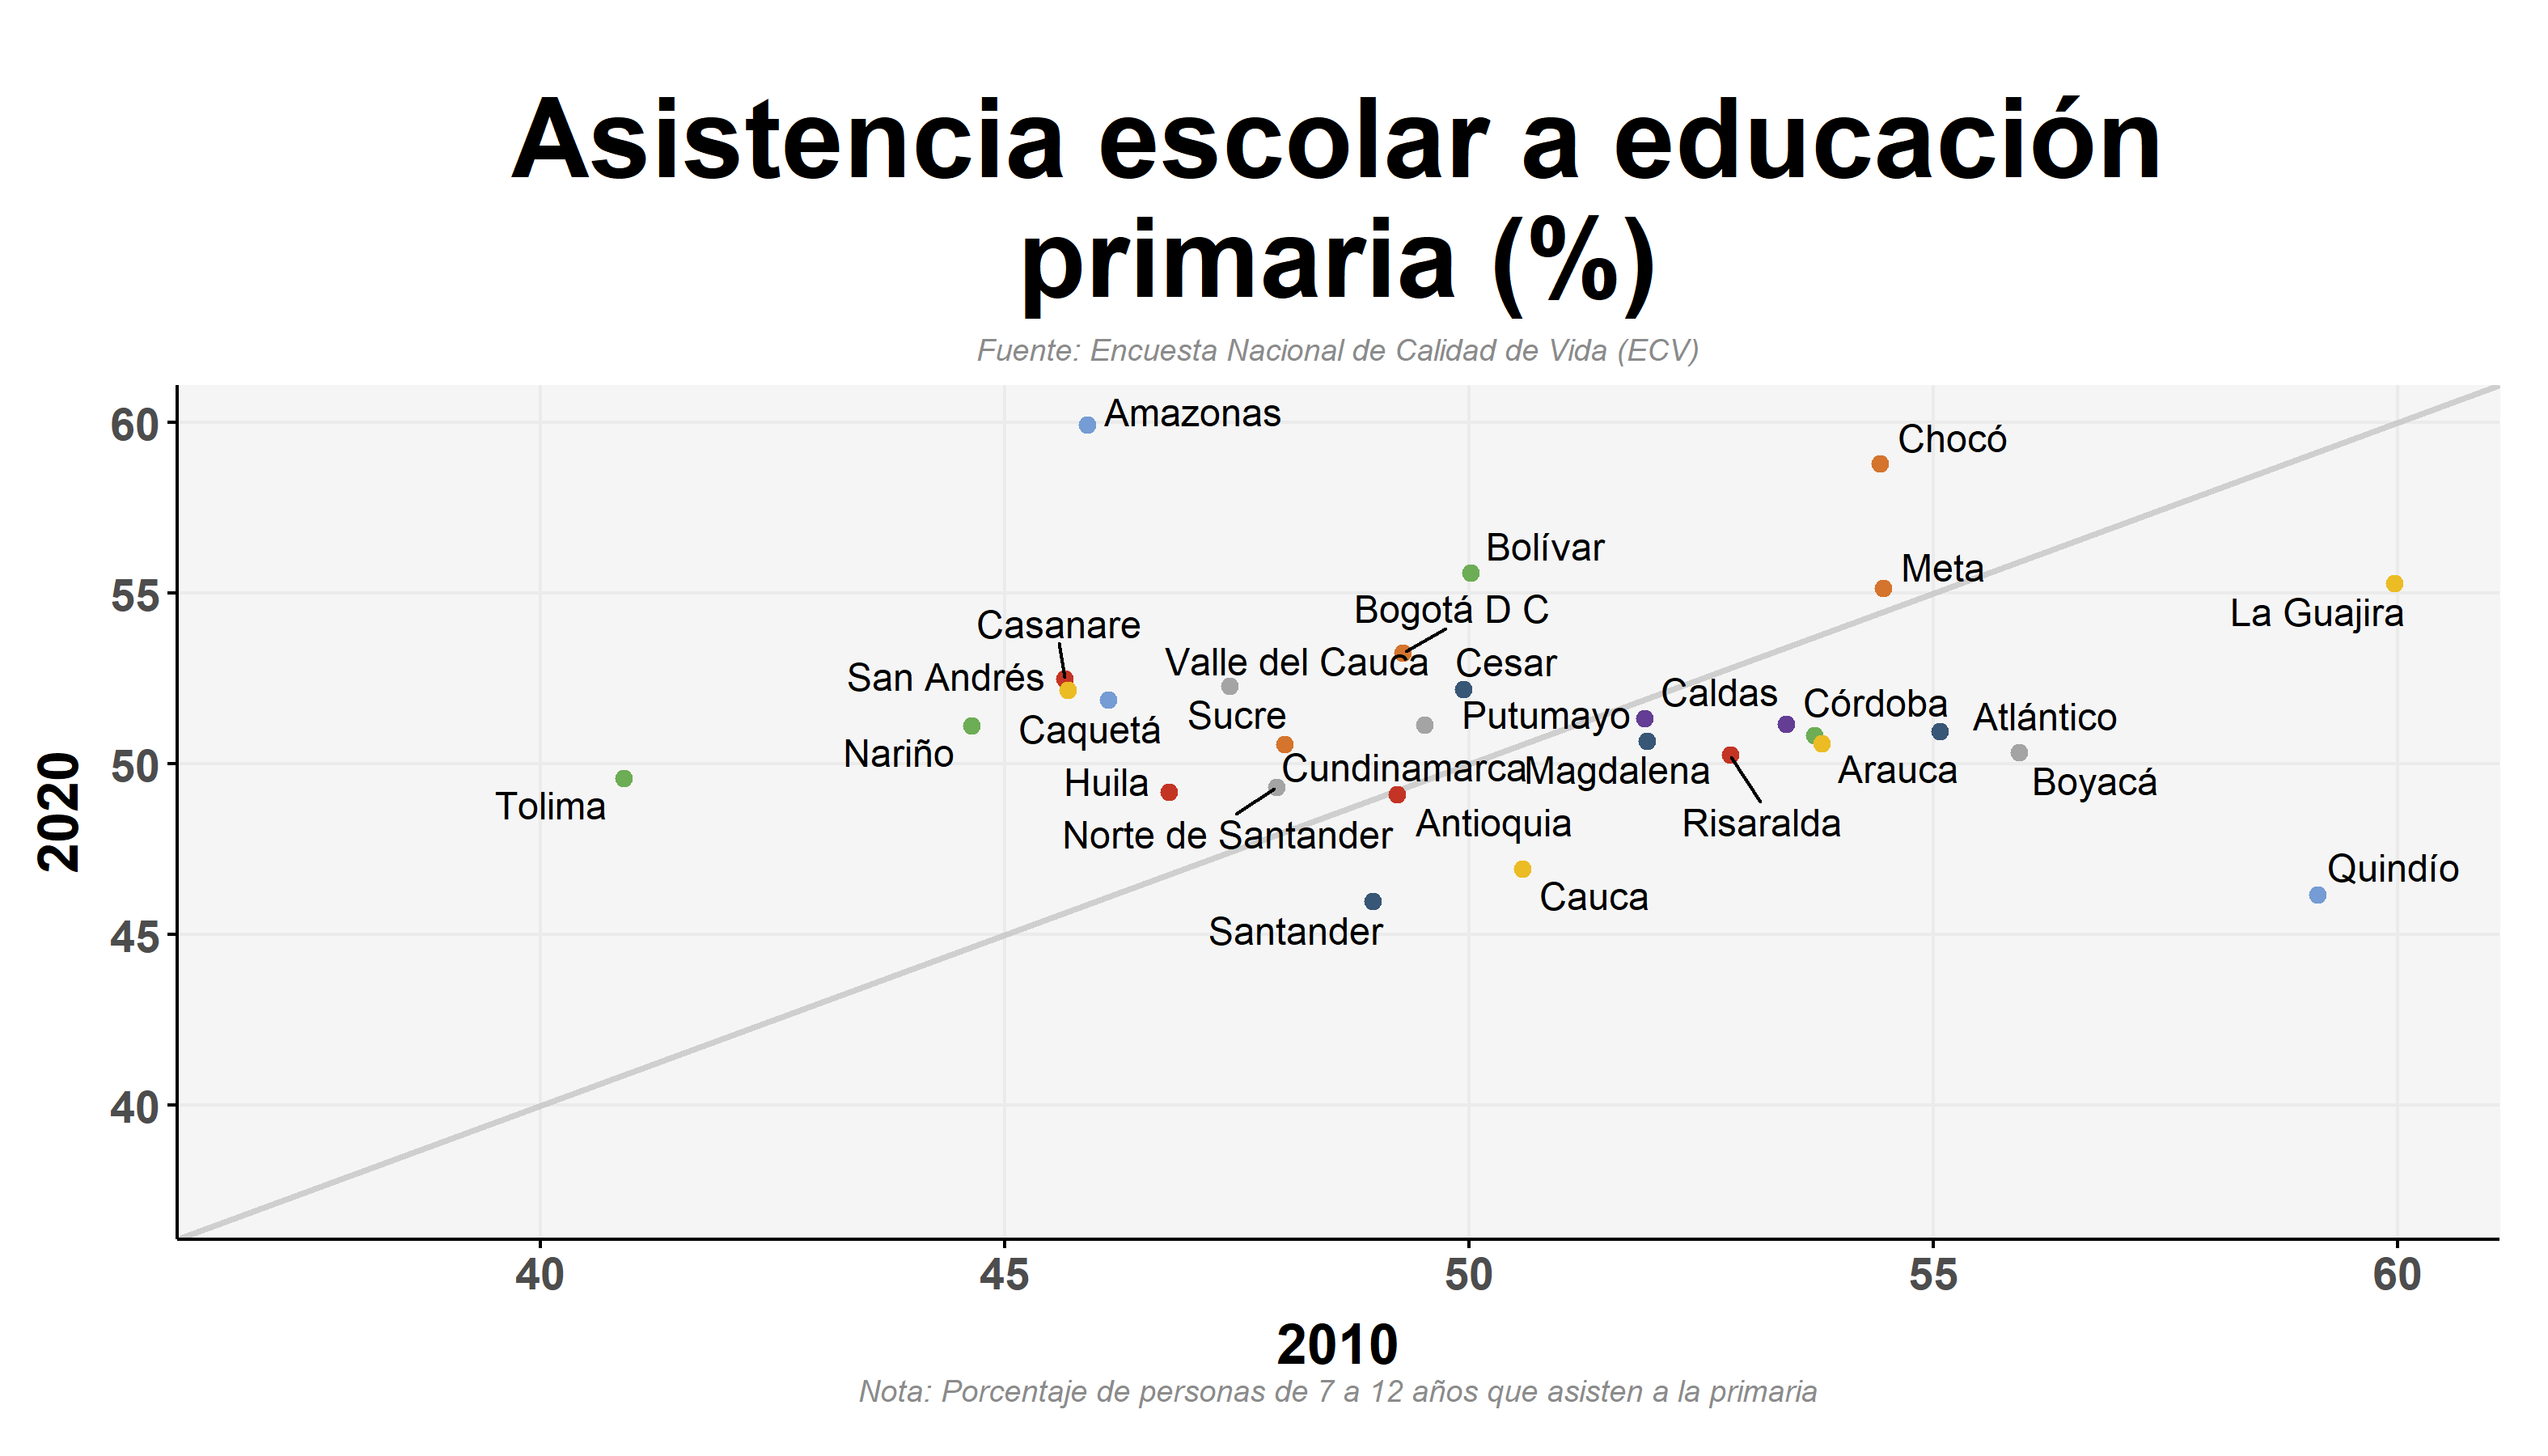 Asistencia escolar a educación
primaria (%)
Fuente: Encuesta Nacional de Calidad de Vida (ECV)
60
Amazonas
Chocó
Bolívar
Meta
55
Bogotá D C
La Guajira
Casanare
Valle del Cauca
Cesar
San Andrés
Caldas
Córdoba
Sucre
Putumayo
Atlántico
Caquetá
Nariño
50
Cundinamarca
Magdalena
Arauca
Huila
Boyacá
Tolima
Norte de Santander
Antioquia
Risaralda
Quindío
Cauca
Santander
45
40
2020
40
45
50
55
60
2010
Nota: Porcentaje de personas de 7 a 12 años que asisten a la primaria